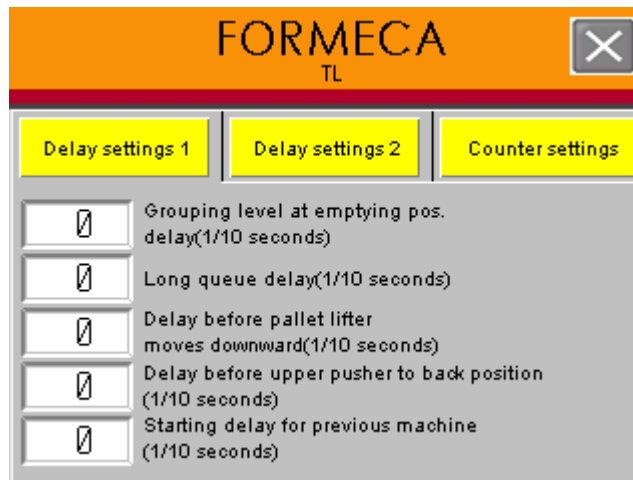 FORMECA
TL
Delay settings 1
Delay settings 2
Counter settings
0
Grouping level at emptying pos.
delay(1/10 seconds)
0
Long queue delay(1/10 seconds)
0
Delay before pallet lifter
moves downward(1/10 seconds)
0
Delay before upper pusher to back position
(1/10 seconds)
0
Starting delay for previous machine
(1/10 seconds)